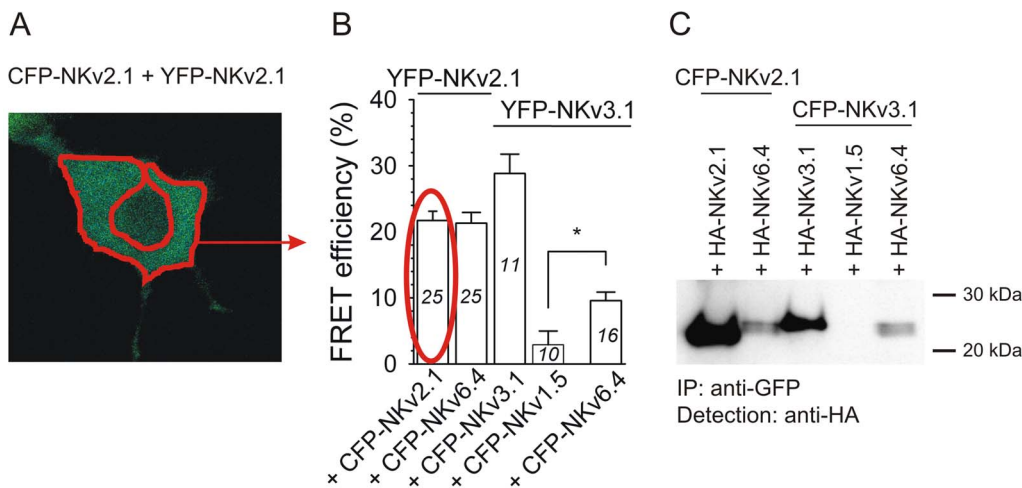 A
CFP-NKv2.1 + YFP-NKv2.1
B
YFP-NKv2.1
YFP-NKv3.1
FRET efficiency (%)
40
30
20
10
0
25
25
11
10
16
*
+ CFP-NKv2.1
+ CFP-NKv6.4
+ CFP-NKv3.1
+ CFP-NKv1.5
+ CFP-NKv6.4
C
CFP-NKv2.1
CFP-NKv3.1
+ HA-NKv2.1
+ HA-NKv6.4
+ HA-NKv3.1
+ HA-NKv1.5
+ HA-NKv6.4
30 kDa
20 kDa
IP: anti-GFP
Detection: anti-HA